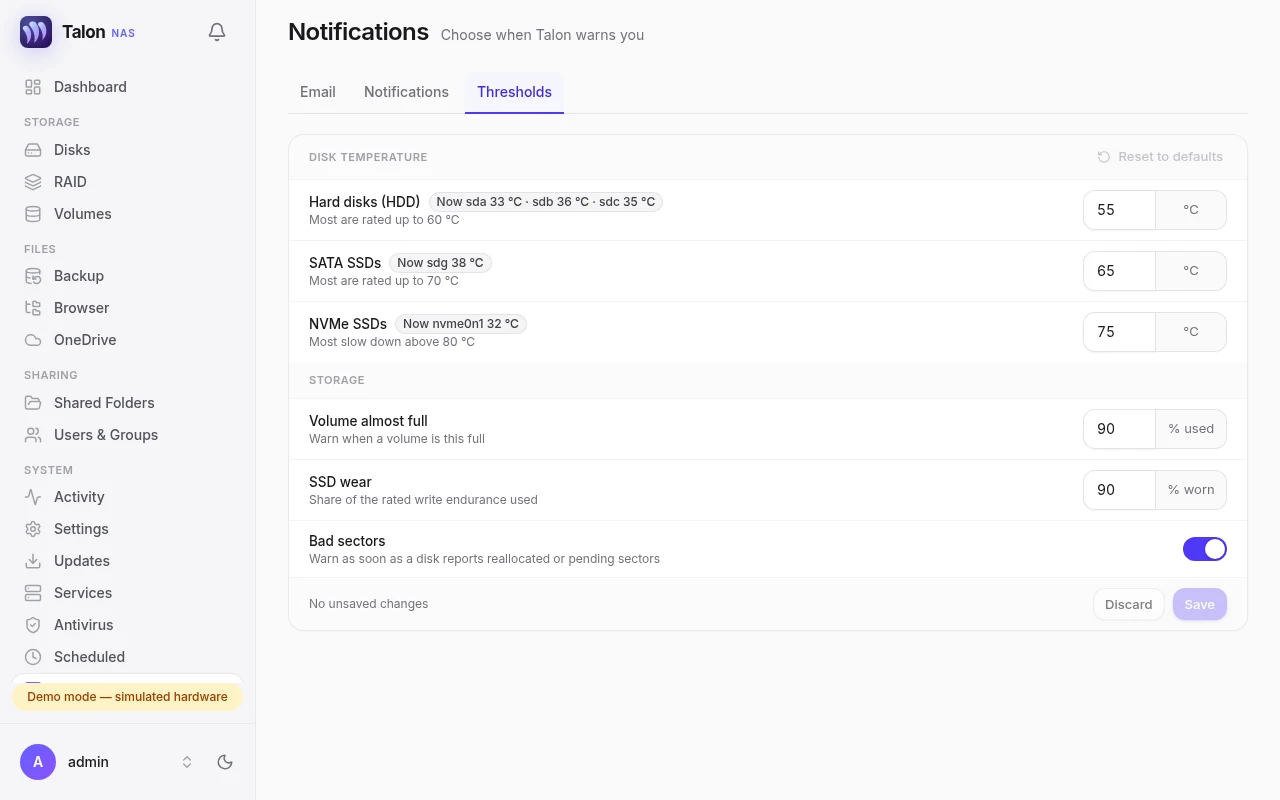 Talon NAS
Dashboard
STORAGE
Disks
RAID
Volumes
FILES
Backup
Browser
OneDrive
SHARING
Shared Folders
Users & Groups
SYSTEM
Activity
Settings
Updates
Services
Antivirus
Scheduled
Demo mode — simulated hardware
A admin
Notifications Choose when Talon warns you
Email Notifications Thresholds
DISK TEMPERATURE Reset to defaults
Hard disks (HDD) Now sda 33 °C · sdb 36 °C · sdc 35 °C
Most are rated up to 60 °C
55 °C
SATA SSDs Now sdg 38 °C
Most are rated up to 70 °C
65 °C
NVMe SSDs Now nvme0n1 32 °C
Most slow down above 80 °C
75 °C
STORAGE
Volume almost full
Warn when a volume is this full
90 % used
SSD wear
Share of the rated write endurance used
90 % worn
Bad sectors
Warn as soon as a disk reports reallocated or pending sectors
No unsaved changes Discard Save